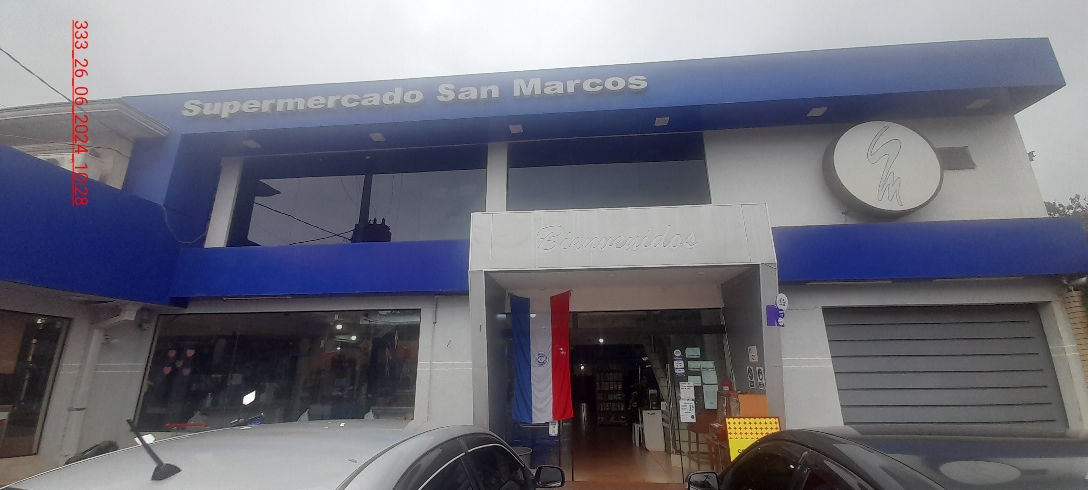 Supermercado San Marcos
SM
Bienvenidos
333_26_06_2024_10:28